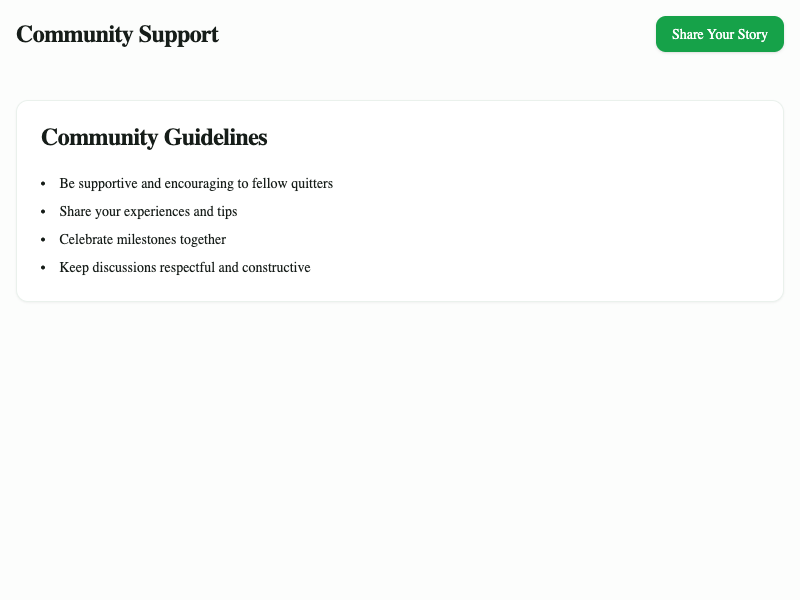 Community Support
Share Your Story
Community Guidelines
• Be supportive and encouraging to fellow quitters
• Share your experiences and tips
• Celebrate milestones together
• Keep discussions respectful and constructive